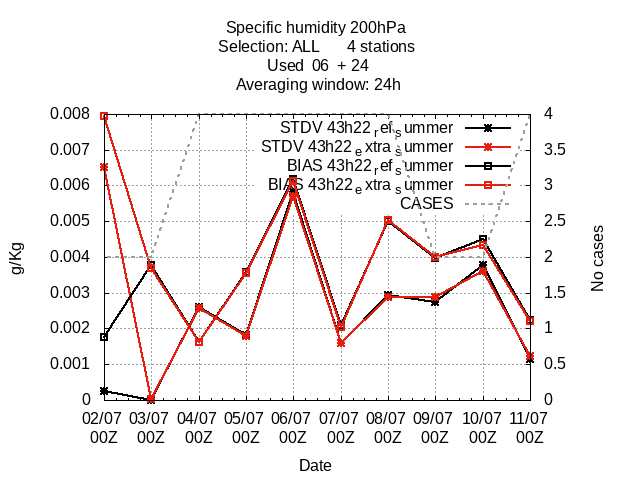 Specific humidity 200hPa
Selection: ALL 4 stations
Used 06 + 24
Averaging window: 24h
0.008
0.007
0.006
0.005
0.004
0.003
0.002
0.001
0
g/Kg
STDV 43h22ref_summer
STDV 43h22extra_summer
BIAS 43h22ref_summer
BIAS 43h22extra_summer
CASES
4
3.5
3
2.5
2
1.5
1
0.5
0
No cases
02/07 03/07 04/07 05/07 06/07 07/07 08/07 09/07 10/07 11/07
00Z 00Z 00Z 00Z 00Z 00Z 00Z 00Z 00Z 00Z
Date